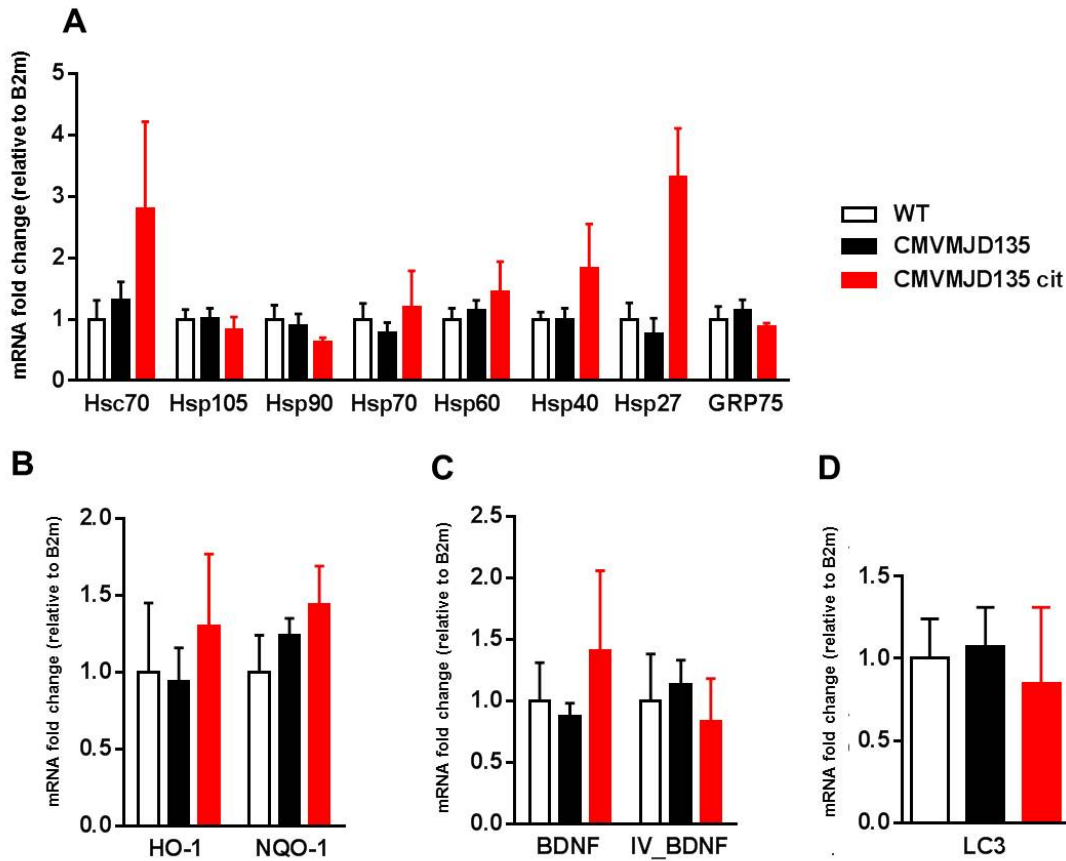 A
mRNA fold change (relative to B2m)
5
4
3
2
1
0
Hsc70 Hsp105 Hsp90 Hsp70 Hsp60 Hsp40 Hsp27 GRP75
WT
CMVMJD135
CMVMJD135 cit
B
mRNA fold change (relative to B2m)
2.0
1.5
1.0
0.5
0.0
HO-1 NQO-1
C
mRNA fold change (relative to B2m)
2.5
2.0
1.5
1.0
0.5
0.0
BDNF IV_BDNF
D
mRNA fold change (relative to B2m)
1.5
1.0
0.5
0.0
LC3